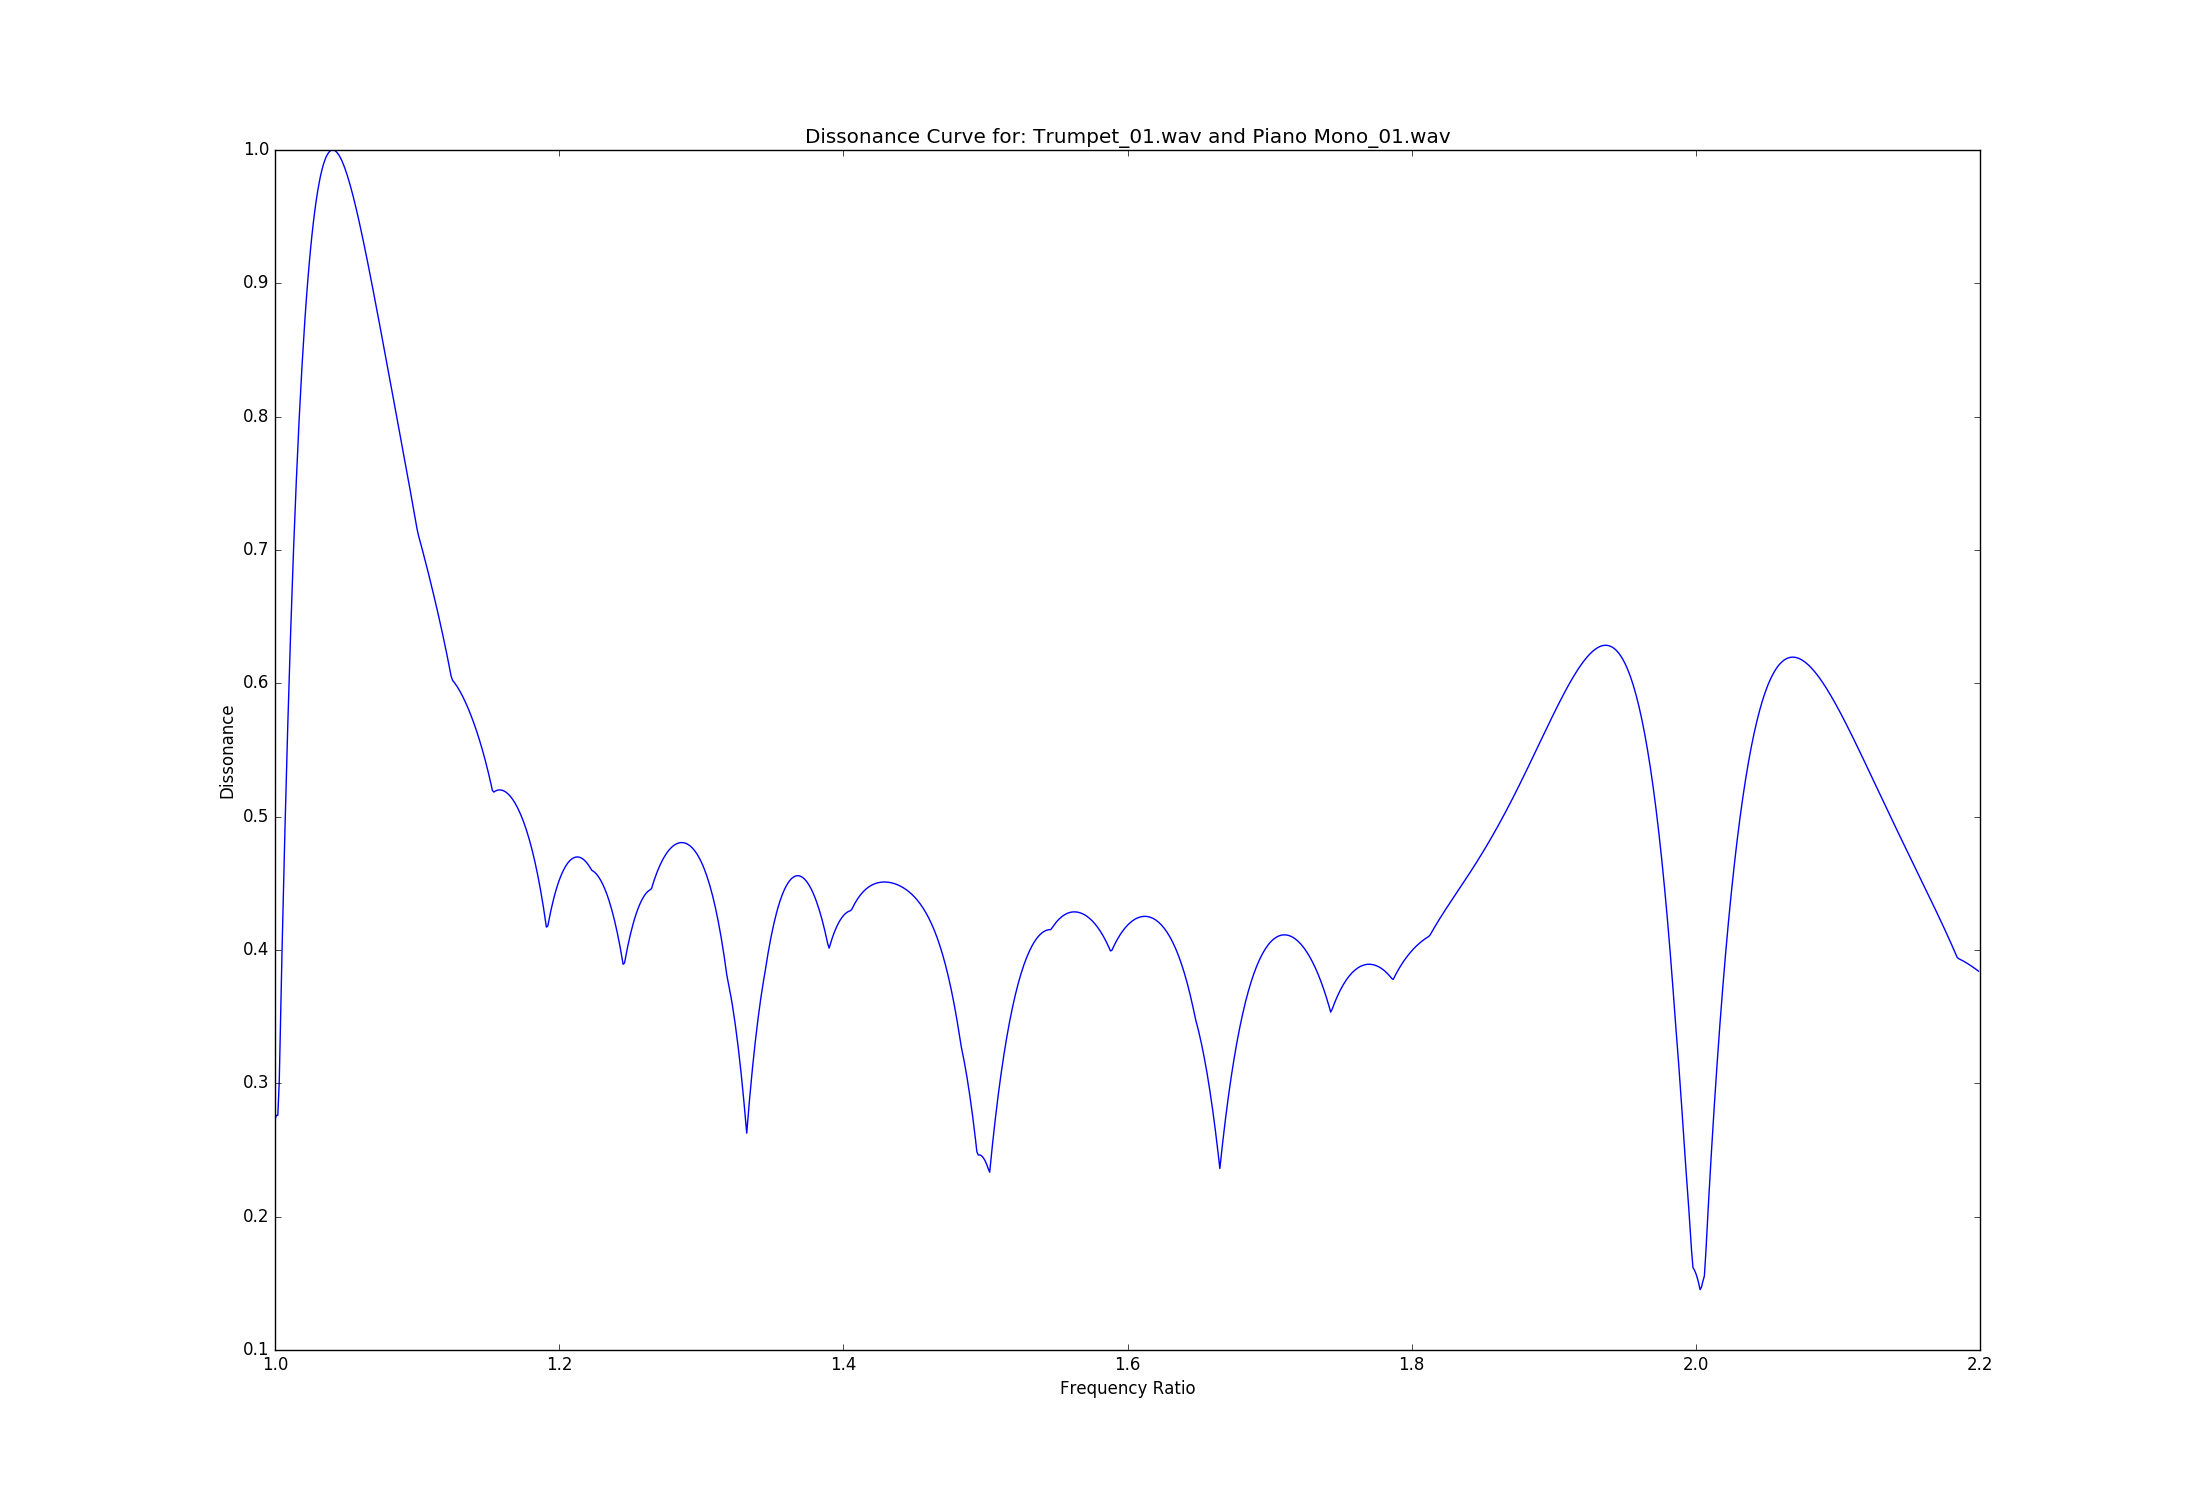 Dissonance Curve for: Trumpet_01.wav and Piano Mono_01.wav
1.0
0.9
0.8
0.7
0.6
0.5
0.4
0.3
0.2
0.1
Dissonance
1.0 1.2 1.4 1.6 1.8 2.0 2.2
Frequency Ratio